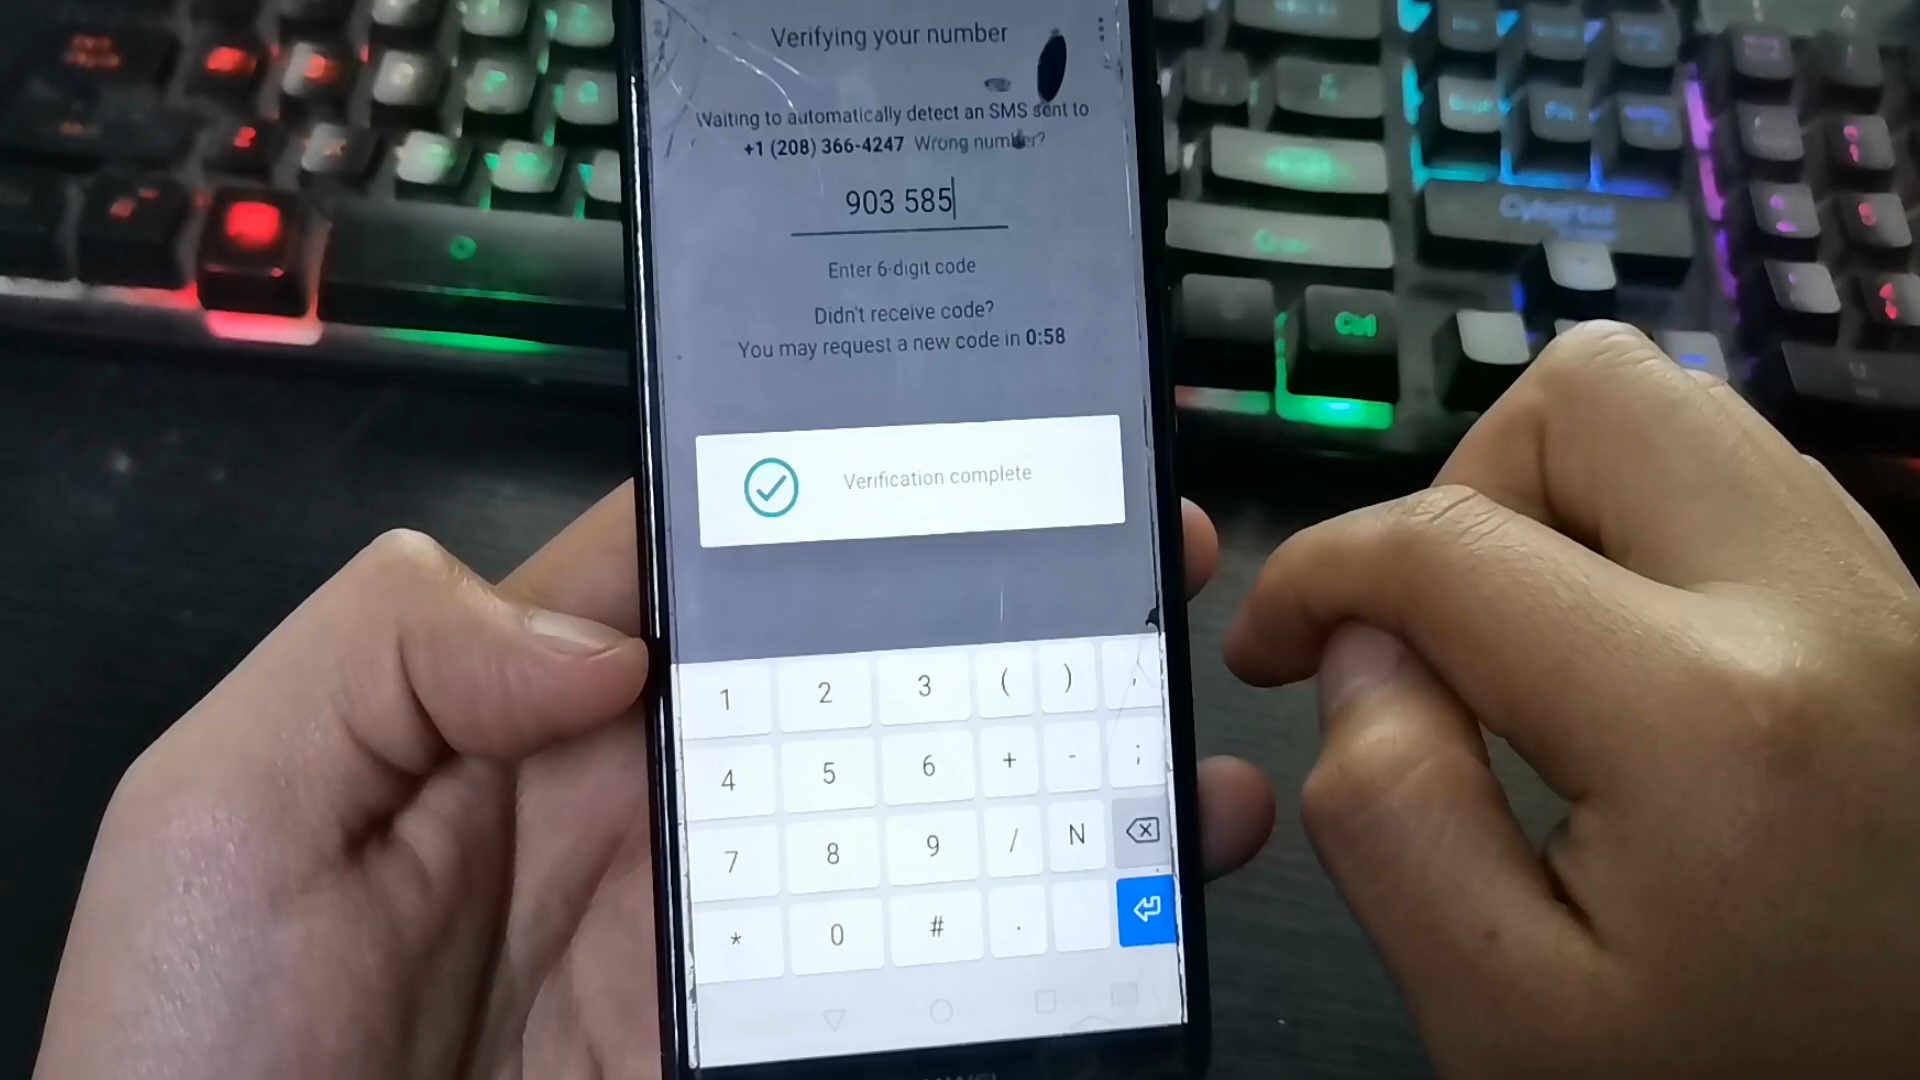 Verifying your number
Waiting to automatically detect an SMS sent to
+1 (208) 366-4247 Wrong number?
903 585
Enter 6-digit code
Didn't receive code?
You may request a new code in 0:58
Verification complete
1 2 3 ( ) ,
4 5 6 + - ;
7 8 9 / N
* 0 # .
Ctrl